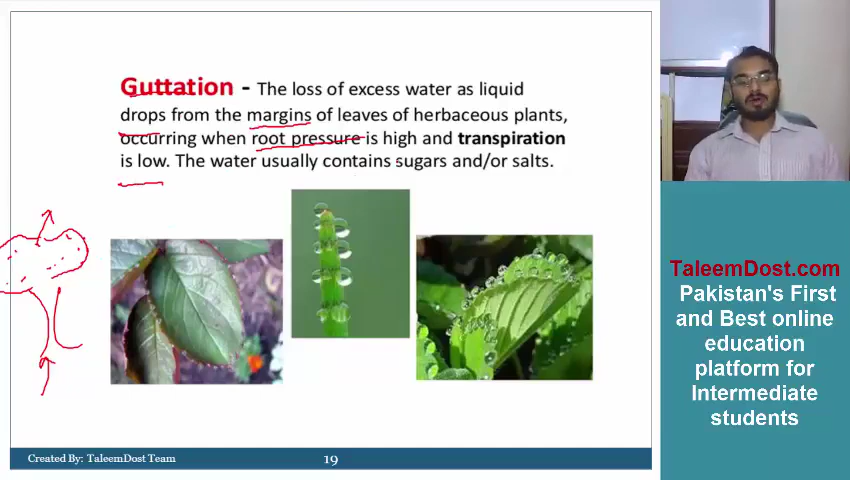 Guttation - The loss of excess water as liquid
drops from the margins of leaves of herbaceous plants,
occurring when root pressure is high and transpiration
is low. The water usually contains sugars and/or salts.
TaleemDost.com
Pakistan's First
and Best online
education
platform for
Intermediate
students
Created By: TaleemDost Team
19